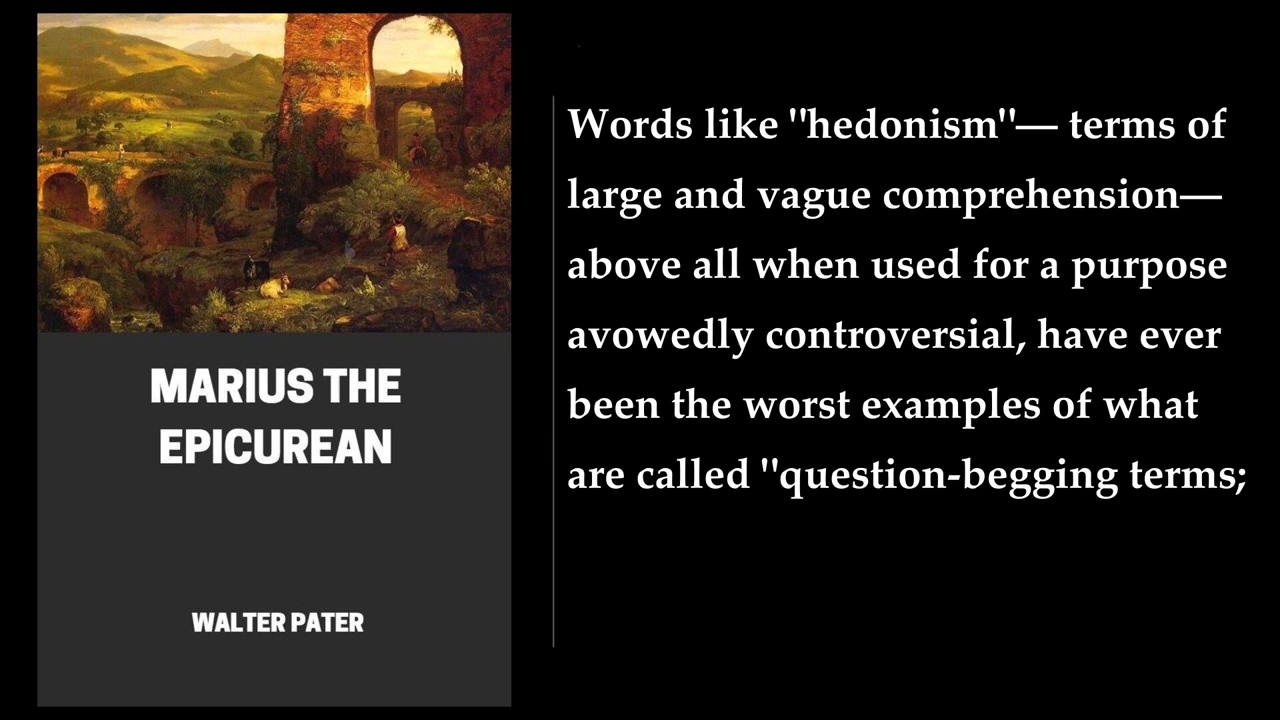 MARIUS THE
EPICUREAN
WALTER PATER
Words like "hedonism"— terms of
large and vague comprehension—
above all when used for a purpose
avowedly controversial, have ever
been the worst examples of what
are called "question-begging terms;